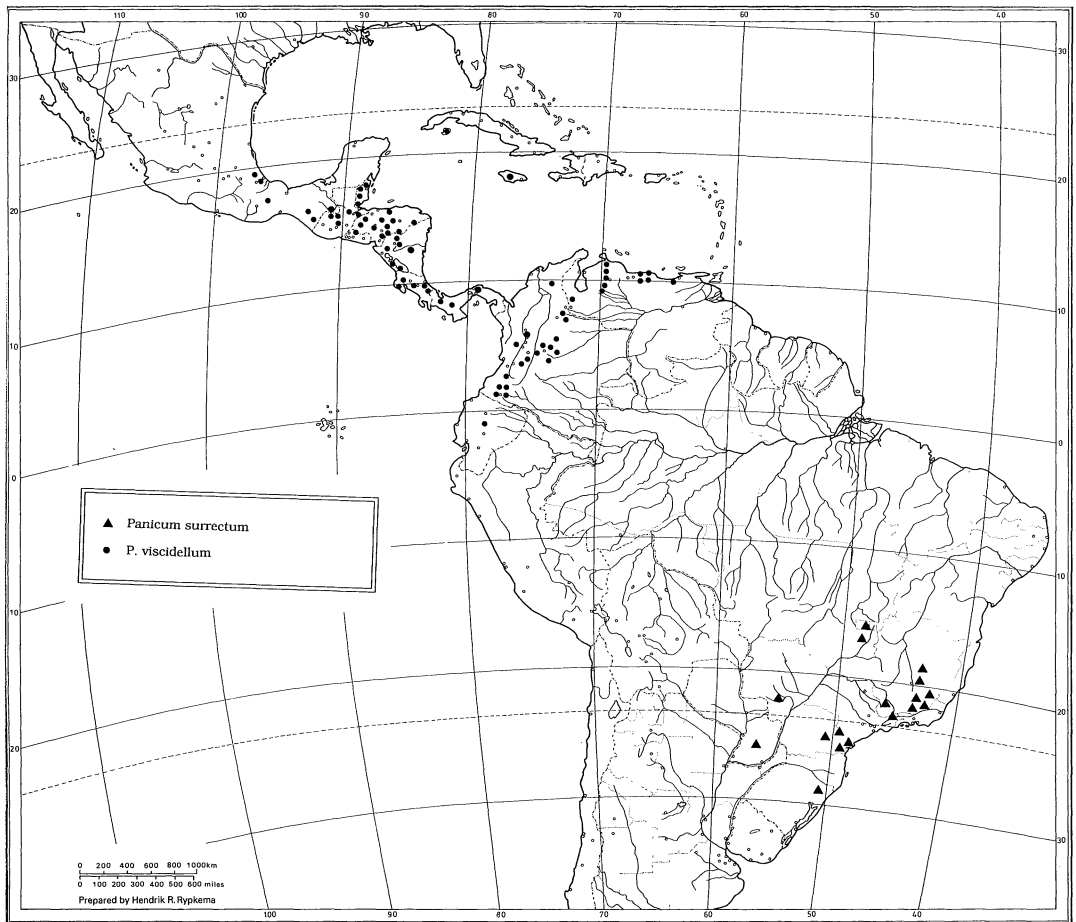 110 100 90 80 70 60 50 40
30 30
20 20
20
10
0
0
10
10
20
30
▲ Panicum surrectum
● P. viscidellum
0 200 400 600 800 1000km
0 100 200 300 400 500 600 miles
Prepared by Hendrik R. Rypkema
100 90 80 70 60 50